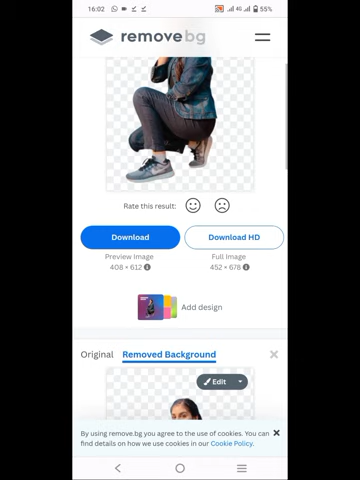 16:02
4G
55%
removebg
Rate this result:
Download
Download HD
Preview Image
Full Image
408 × 612
452 × 678
Add design
Original
Removed Background
Edit
By using remove.bg you agree to the use of cookies. You can
find details on how we use cookies in our Cookie Policy.